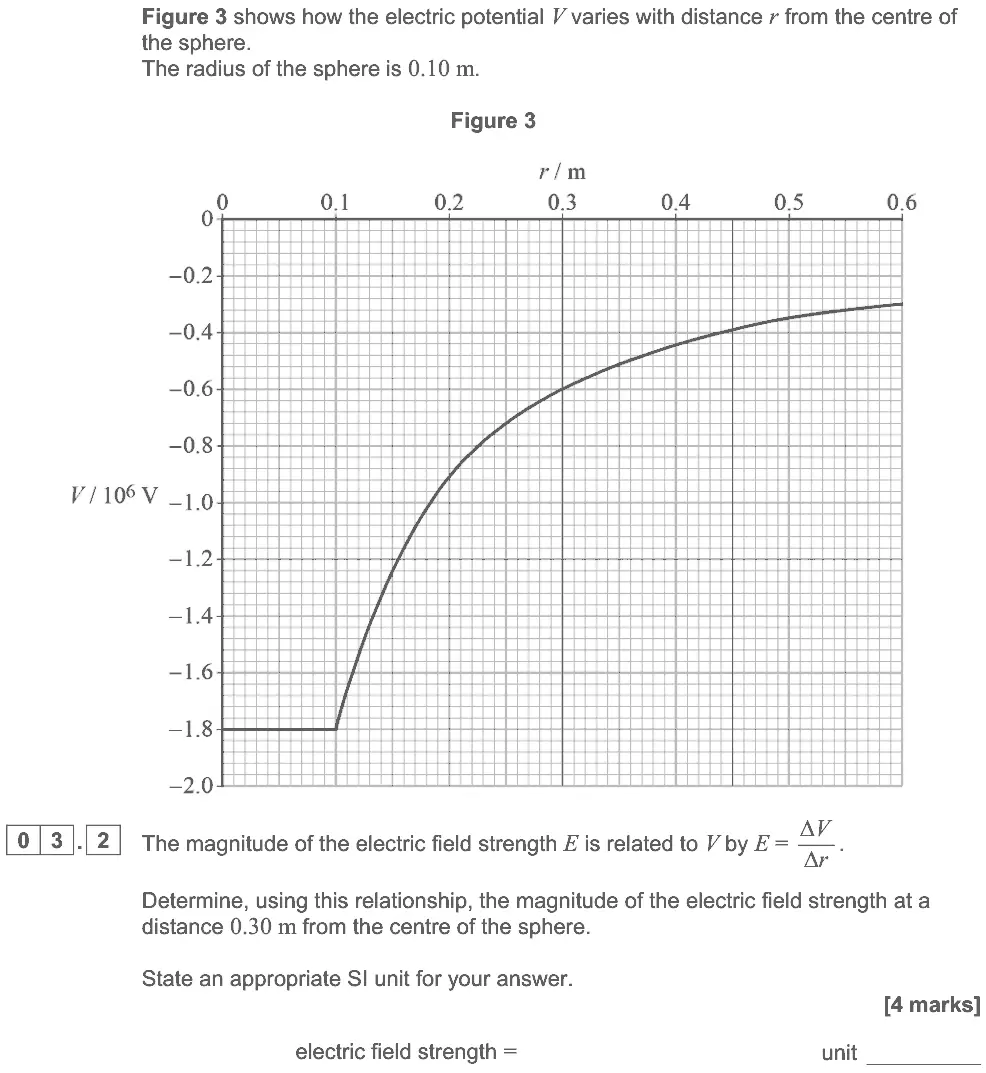 Figure 3 shows how the electric potential V varies with distance r from the centre of
the sphere.
The radius of the sphere is 0.10 m.
Figure 3
r / m
0 0.1 0.2 0.3 0.4 0.5 0.6
0
−0.2
−0.4
−0.6
−0.8
V / 10⁶ V −1.0
−1.2
−1.4
−1.6
−1.8
−2.0
0 3 . 2 The magnitude of the electric field strength E is related to V by E = ΔV/Δr .
Determine, using this relationship, the magnitude of the electric field strength at a
distance 0.30 m from the centre of the sphere.
State an appropriate SI unit for your answer.
[4 marks]
electric field strength = unit